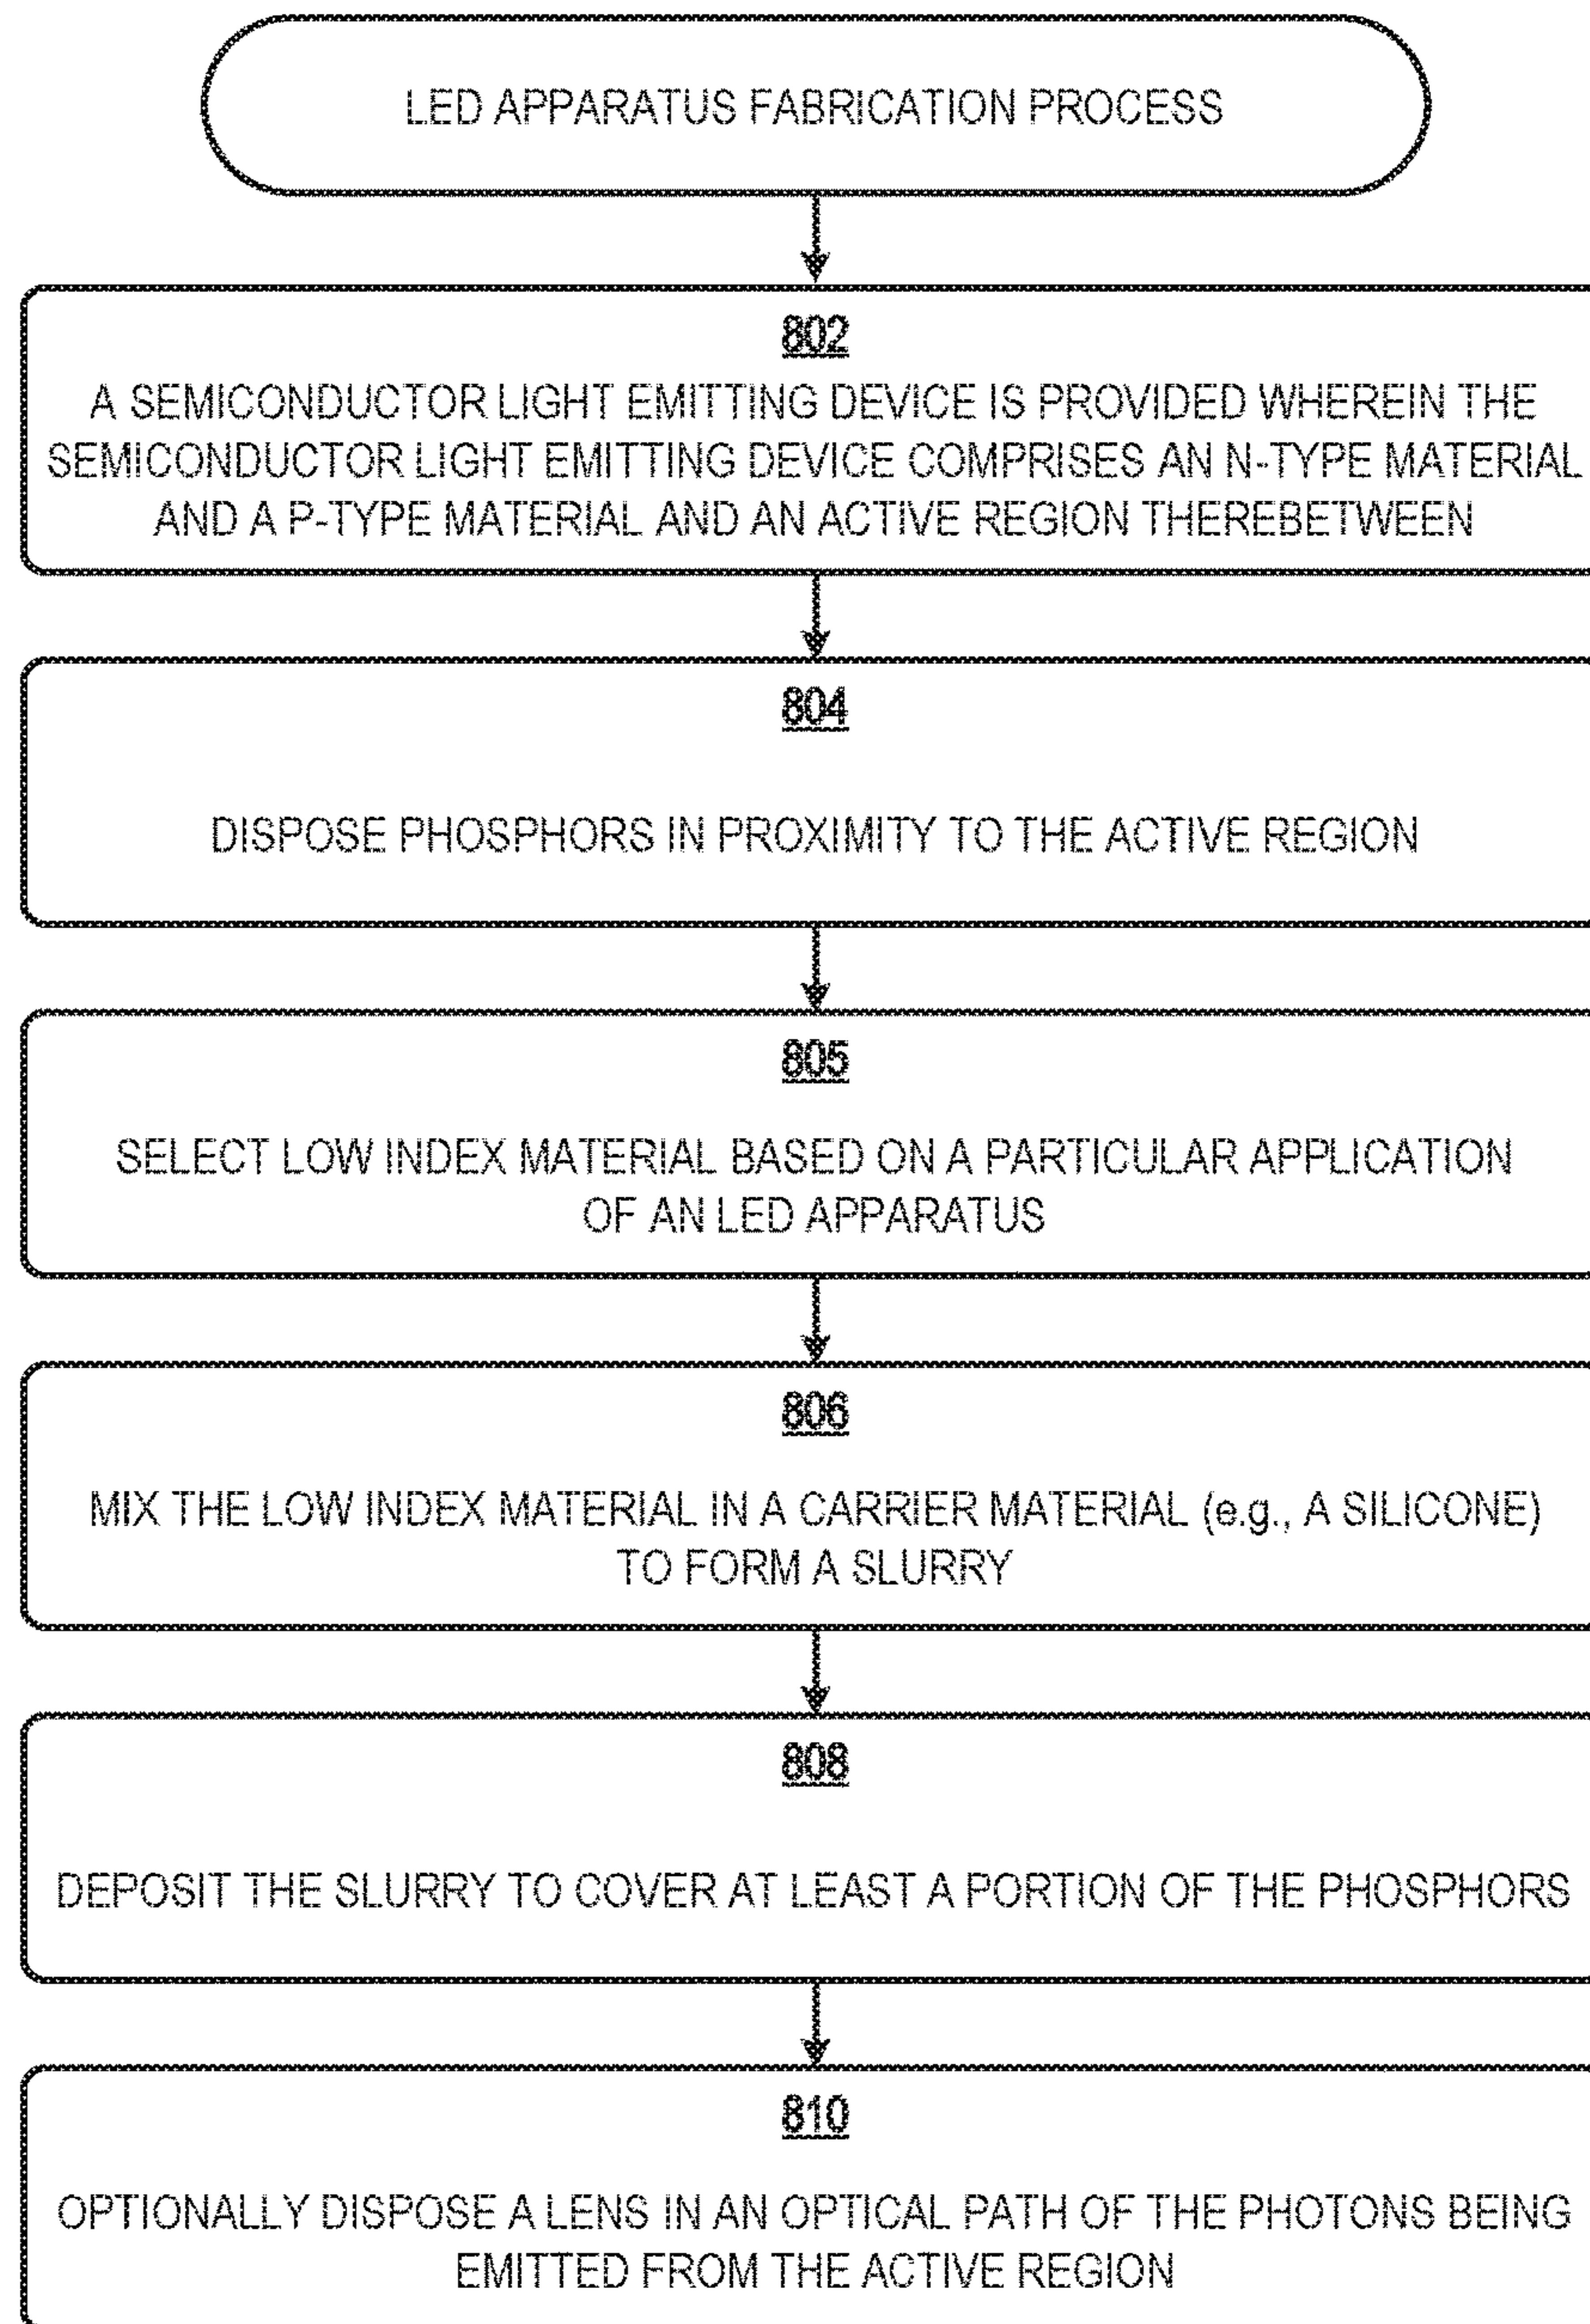 LED APPARATUS FABRICATION PROCESS
802
A SEMICONDUCTOR LIGHT EMITTING DEVICE IS PROVIDED WHEREIN THE
SEMICONDUCTOR LIGHT EMITTING DEVICE COMPRISES AN N-TYPE MATERIAL
AND A P-TYPE MATERIAL AND AN ACTIVE REGION THEREBETWEEN
804
DISPOSE PHOSPHORS IN PROXIMITY TO THE ACTIVE REGION
805
SELECT LOW INDEX MATERIAL BASED ON A PARTICULAR APPLICATION
OF AN LED APPARATUS
806
MIX THE LOW INDEX MATERIAL IN A CARRIER MATERIAL (e.g., A SILICONE)
TO FORM A SLURRY
808
DEPOSIT THE SLURRY TO COVER AT LEAST A PORTION OF THE PHOSPHORS
810
OPTIONALLY DISPOSE A LENS IN AN OPTICAL PATH OF THE PHOTONS BEING
EMITTED FROM THE ACTIVE REGION